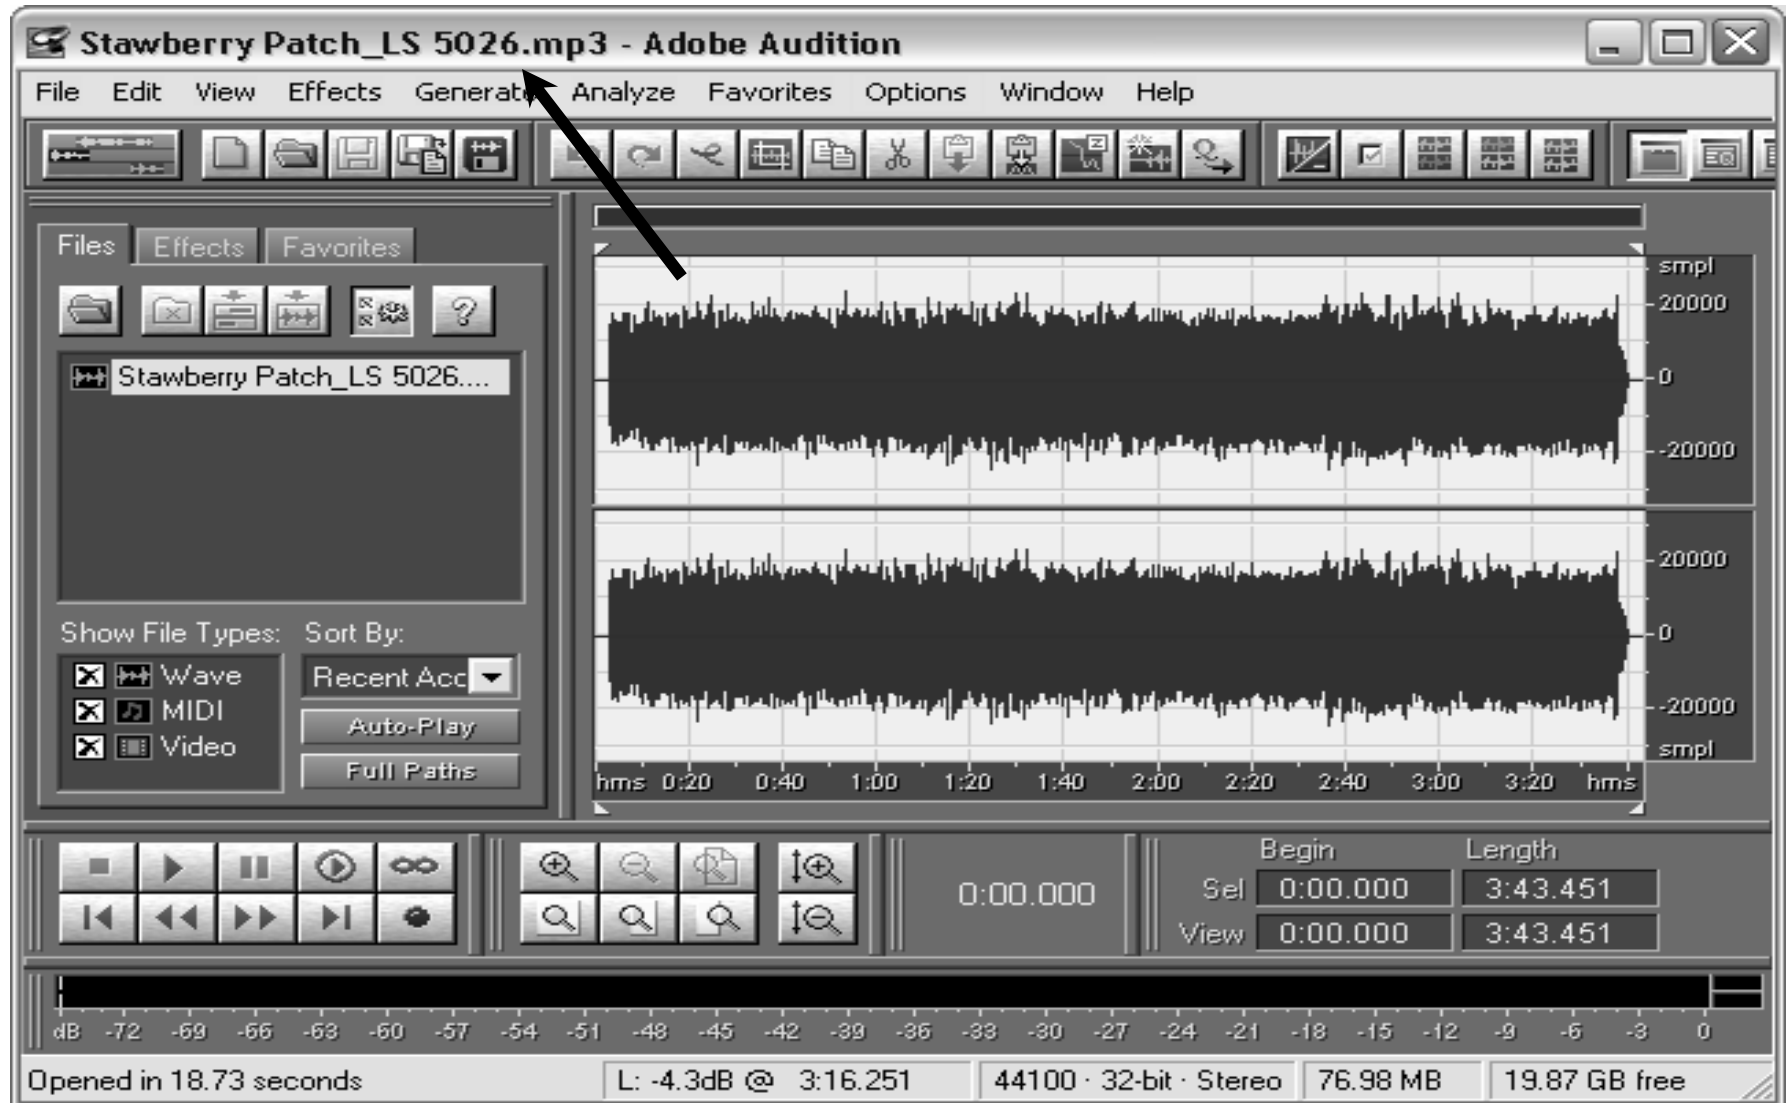 Stawberry Patch_LS 5026.mp3 - Adobe Audition
File Edit View Effects Generate Analyze Favorites Options Window Help
Files Effects Favorites
Stawberry Patch_LS 5026....
Show File Types: Sort By:
Wave
MIDI
Video
Recent Acc
Auto-Play
Full Paths
smpl
20000
0
-20000
20000
0
-20000
smpl
hms 0:20 0:40 1:00 1:20 1:40 2:00 2:20 2:40 3:00 3:20 hms
0:00.000
Begin Length
Sel 0:00.000 3:43.451
View 0:00.000 3:43.451
dB -72 -69 -66 -63 -60 -57 -54 -51 -48 -45 -42 -39 -36 -33 -30 -27 -24 -21 -18 -15 -12 -9 -6 -3 0
Opened in 18.73 seconds L: -4.3dB @ 3:16.251 44100 · 32-bit · Stereo 76.98 MB 19.87 GB free